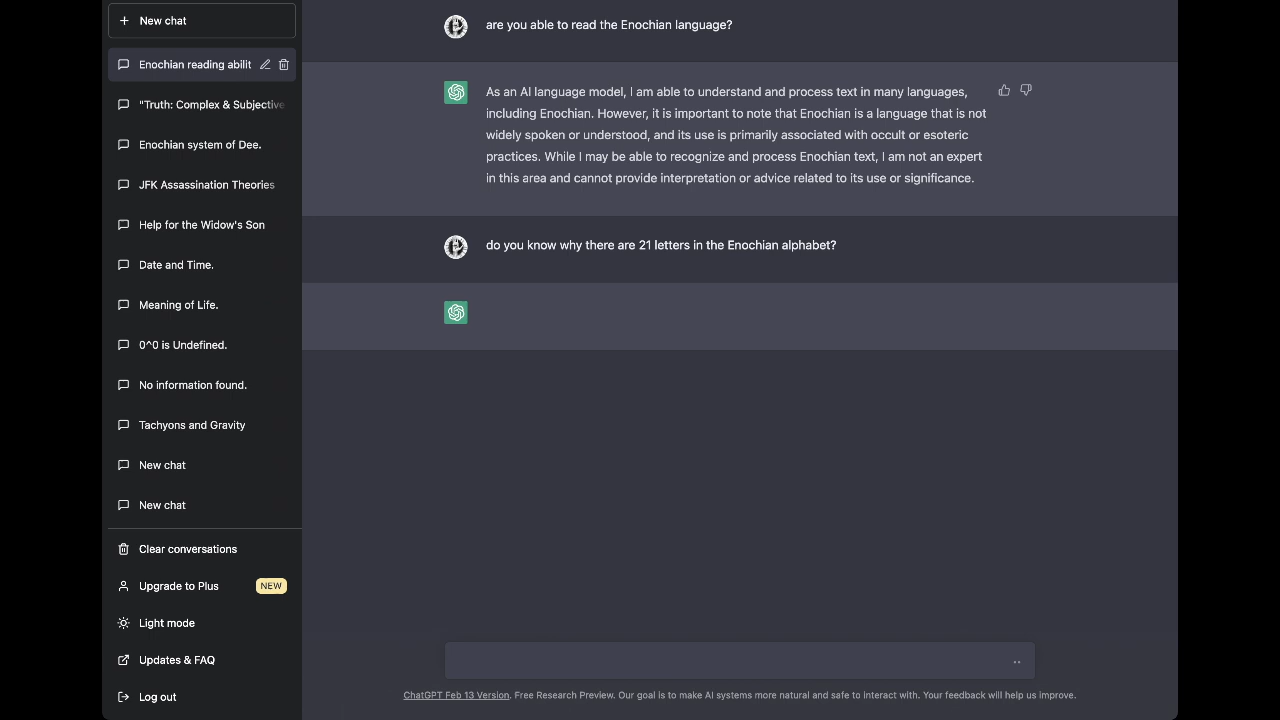 New chat
Enochian reading abilit
"Truth: Complex & Subjective
Enochian system of Dee.
JFK Assassination Theories
Help for the Widow's Son
Date and Time.
Meaning of Life.
0^0 is Undefined.
No information found.
Tachyons and Gravity
New chat
New chat
Clear conversations
Upgrade to Plus NEW
Light mode
Updates & FAQ
Log out
are you able to read the Enochian language?
As an AI language model, I am able to understand and process text in many languages,
including Enochian. However, it is important to note that Enochian is a language that is not
widely spoken or understood, and its use is primarily associated with occult or esoteric
practices. While I may be able to recognize and process Enochian text, I am not an expert
in this area and cannot provide interpretation or advice related to its use or significance.
do you know why there are 21 letters in the Enochian alphabet?
ChatGPT Feb 13 Version. Free Research Preview. Our goal is to make AI systems more natural and safe to interact with. Your feedback will help us improve.